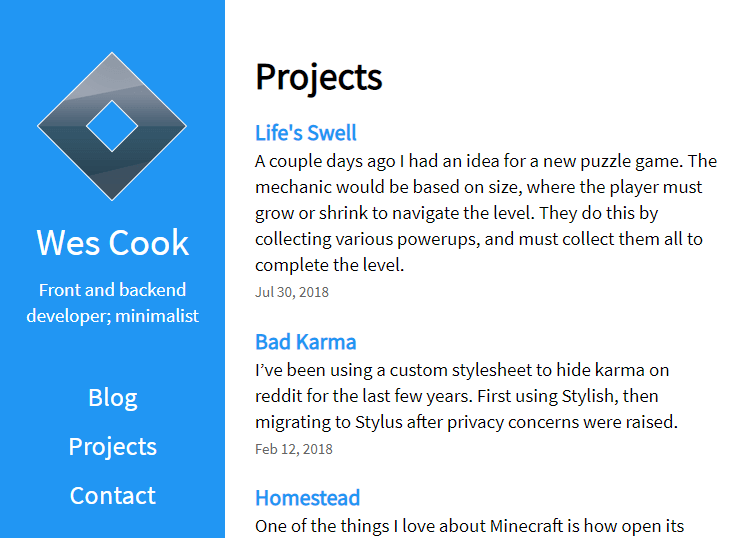 Wes Cook
Front and backend
developer; minimalist
Blog
Projects
Contact
Projects
Life's Swell
A couple days ago I had an idea for a new puzzle game. The
mechanic would be based on size, where the player must
grow or shrink to navigate the level. They do this by
collecting various powerups, and must collect them all to
complete the level.
Jul 30, 2018
Bad Karma
I’ve been using a custom stylesheet to hide karma on
reddit for the last few years. First using Stylish, then
migrating to Stylus after privacy concerns were raised.
Feb 12, 2018
Homestead
One of the things I love about Minecraft is how open its